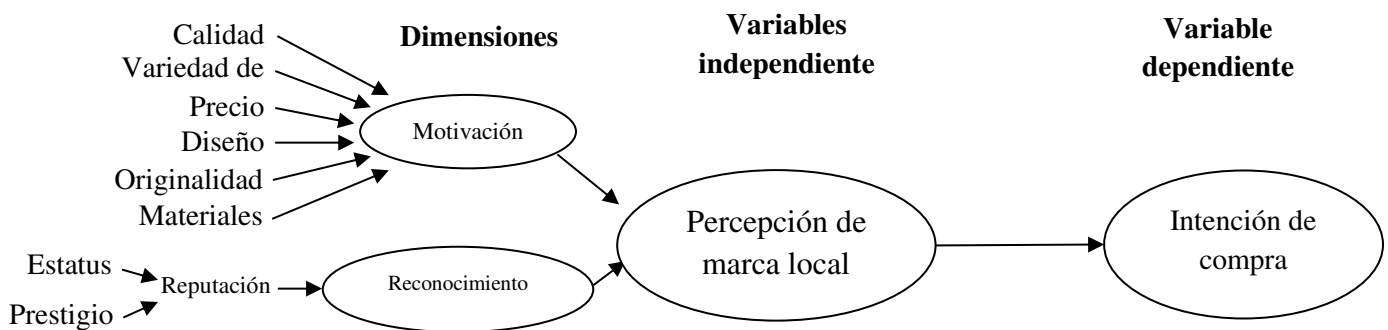 Calidad
Variedad de
Precio
Diseño
Originalidad
Materiales
Estatus
Prestigio
Reputación
Dimensiones
Motivación
Reconocimiento
Variables
independiente
Percepción de
marca local
Variable
dependiente
Intención de
compra